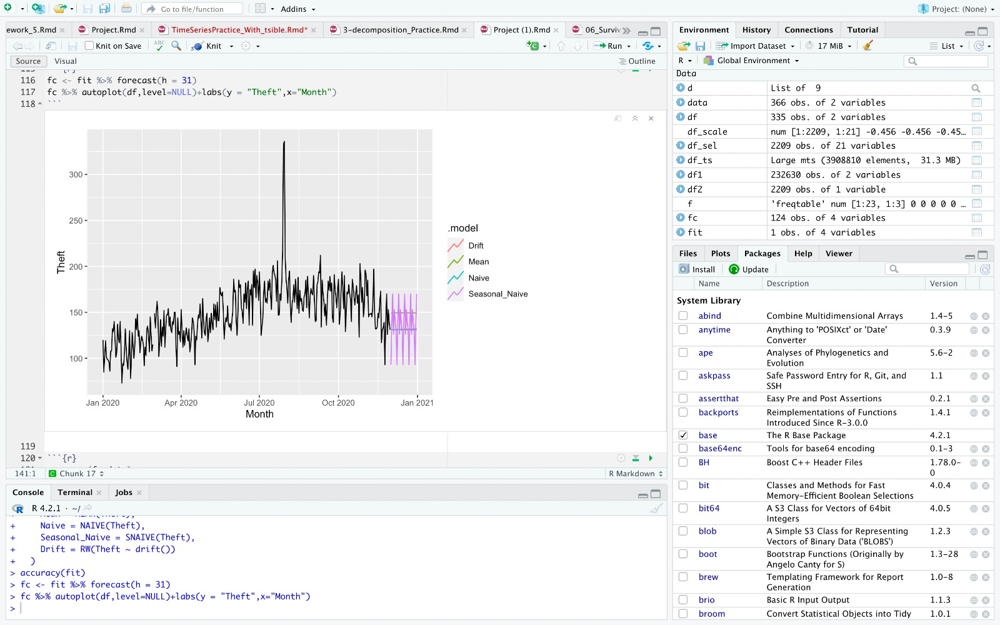 Go to file/function
Addins
Project: (None)
ework_5.Rmd
Project.Rmd
TimeSeriesPractice_With_tsible.Rmd*
3-decomposition_Practice.Rmd
Project (1).Rmd
06_Surviv
Knit on Save
ABC
Knit
Run
Source
Visual
Outline
116 fc <- fit %>% forecast(h = 31)
117 fc %>% autoplot(df,level=NULL)+labs(y = "Theft",x="Month")
118 ```
300
250
200
150
100
Theft
Jan 2020
Apr 2020
Jul 2020
Oct 2020
Jan 2021
Month
.model
Drift
Mean
Naive
Seasonal_Naive
119
120 ```{r}
141:1
Chunk 17
R Markdown
Console
Terminal
Jobs
R 4.2.1 · ~/
+ Naive = NAIVE(Theft),
+ Seasonal_Naive = SNAIVE(Theft),
+ Drift = RW(Theft ~ drift())
+ )
> accuracy(fit)
> fc <- fit %>% forecast(h = 31)
> fc %>% autoplot(df,level=NULL)+labs(y = "Theft",x="Month")
>
Environment
History
Connections
Tutorial
Import Dataset
17 MiB
List
R
Global Environment
Data
d List of 9
data 366 obs. of 2 variables
df 335 obs. of 2 variables
df_scale num [1:2209, 1:21] -0.456 -0.456 -0.45…
df_sel 2209 obs. of 21 variables
df_ts Large mts (3908810 elements, 31.3 MB)
df1 232630 obs. of 2 variables
df2 2209 obs. of 1 variable
f 'freqtable' num [1:23, 1:3] 0 0 0 0 0 …
fc 124 obs. of 4 variables
fit 1 obs. of 4 variables
Files
Plots
Packages
Help
Viewer
Install
Update
Name Description Version
System Library
abind Combine Multidimensional Arrays 1.4-5
anytime Anything to 'POSIXct' or 'Date' 0.3.9
Converter
ape Analyses of Phylogenetics and 5.6-2
Evolution
askpass Safe Password Entry for R, Git, and 1.1
SSH
assertthat Easy Pre and Post Assertions 0.2.1
backports Reimplementations of Functions 1.4.1
Introduced Since R-3.0.0
base The R Base Package 4.2.1
base64enc Tools for base64 encoding 0.1-3
BH Boost C++ Header Files 1.78.0-
0
bit Classes and Methods for Fast 4.0.4
Memory-Efficient Boolean Selections
bit64 A S3 Class for Vectors of 64bit 4.0.5
Integers
blob A Simple S3 Class for Representing 1.2.3
Vectors of Binary Data ('BLOBS')
boot Bootstrap Functions (Originally by 1.3-28
Angelo Canty for S)
brew Templating Framework for Report 1.0-8
Generation
brio Basic R Input Output 1.1.3
broom Convert Statistical Objects into Tidy 1.0.1